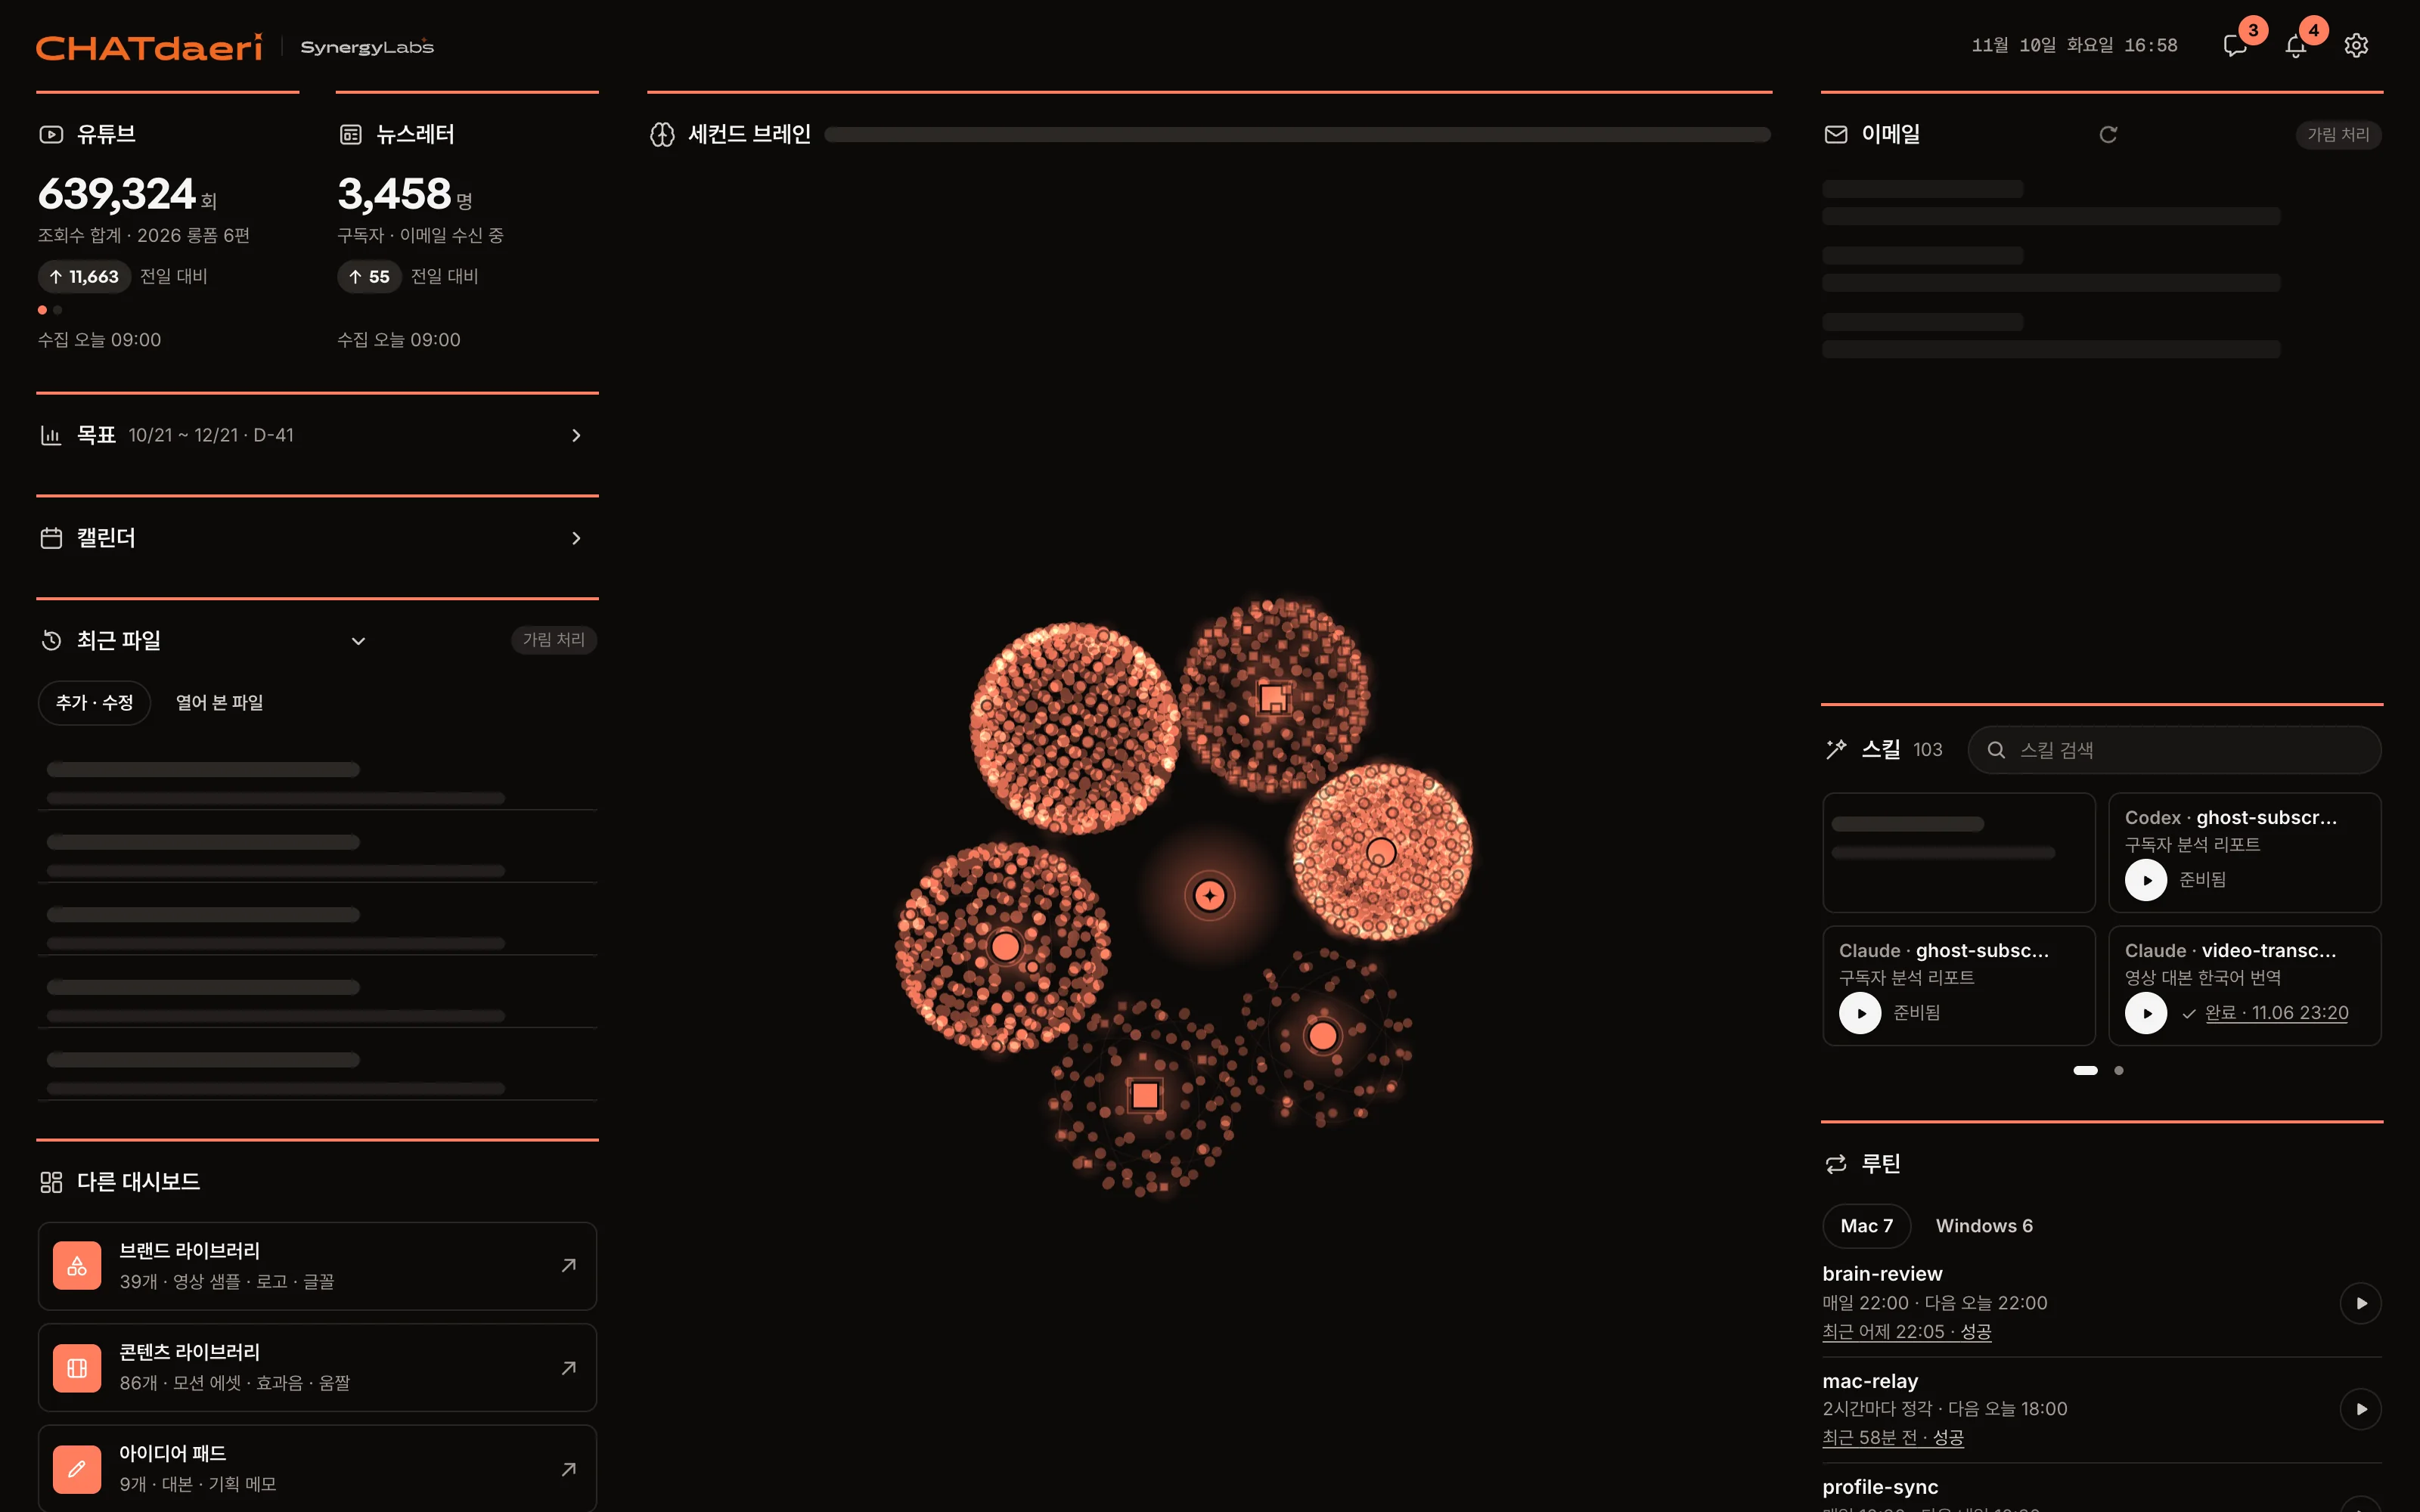 CHATdaeri
SynergyLabs
11월 10일 화요일 16:58
3
4
유튜브
639,324 회
조회수 합계 · 2026 롱폼 6편
↑ 11,663 전일 대비
수집 오늘 09:00
뉴스레터
3,458 명
구독자 · 이메일 수신 중
↑ 55 전일 대비
수집 오늘 09:00
목표 10/21 ~ 12/21 · D-41
캘린더
최근 파일
가림 처리
추가 · 수정
열어 본 파일
다른 대시보드
브랜드 라이브러리
39개 · 영상 샘플 · 로고 · 글꼴
콘텐츠 라이브러리
86개 · 모션 에셋 · 효과음 · 움짤
아이디어 패드
9개 · 대본 · 기획 메모
세컨드 브레인
이메일
가림 처리
스킬 103
스킬 검색
Codex · ghost-subscr...
구독자 분석 리포트
준비됨
Claude · ghost-subsc...
구독자 분석 리포트
준비됨
Claude · video-transc...
영상 대본 한국어 번역
완료 · 11.06 23:20
루틴
Mac 7
Windows 6
brain-review
매일 22:00 · 다음 오늘 22:00
최근 어제 22:05 · 성공
mac-relay
2시간마다 정각 · 다음 오늘 18:00
최근 58분 전 · 성공
profile-sync